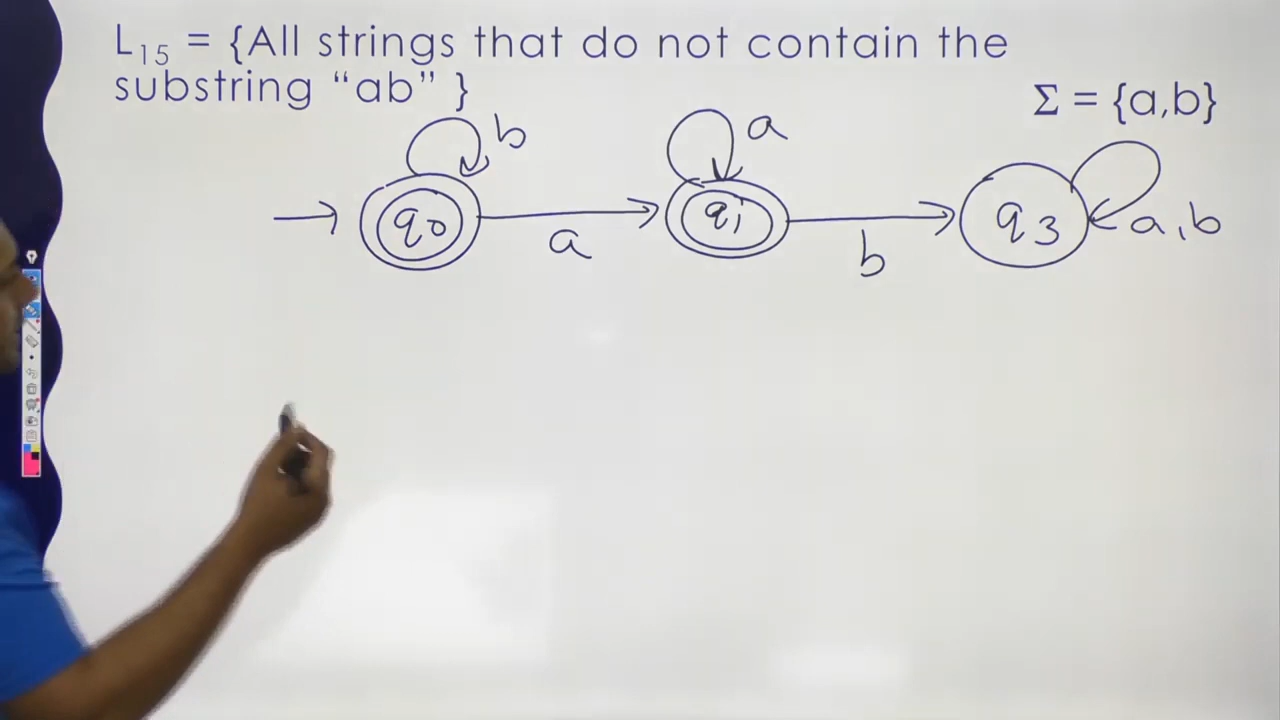 L₁₅ = {All strings that do not contain the
substring “ab” }
Σ = {a,b}
b
a
q0
q1
q3
a,b
a
b